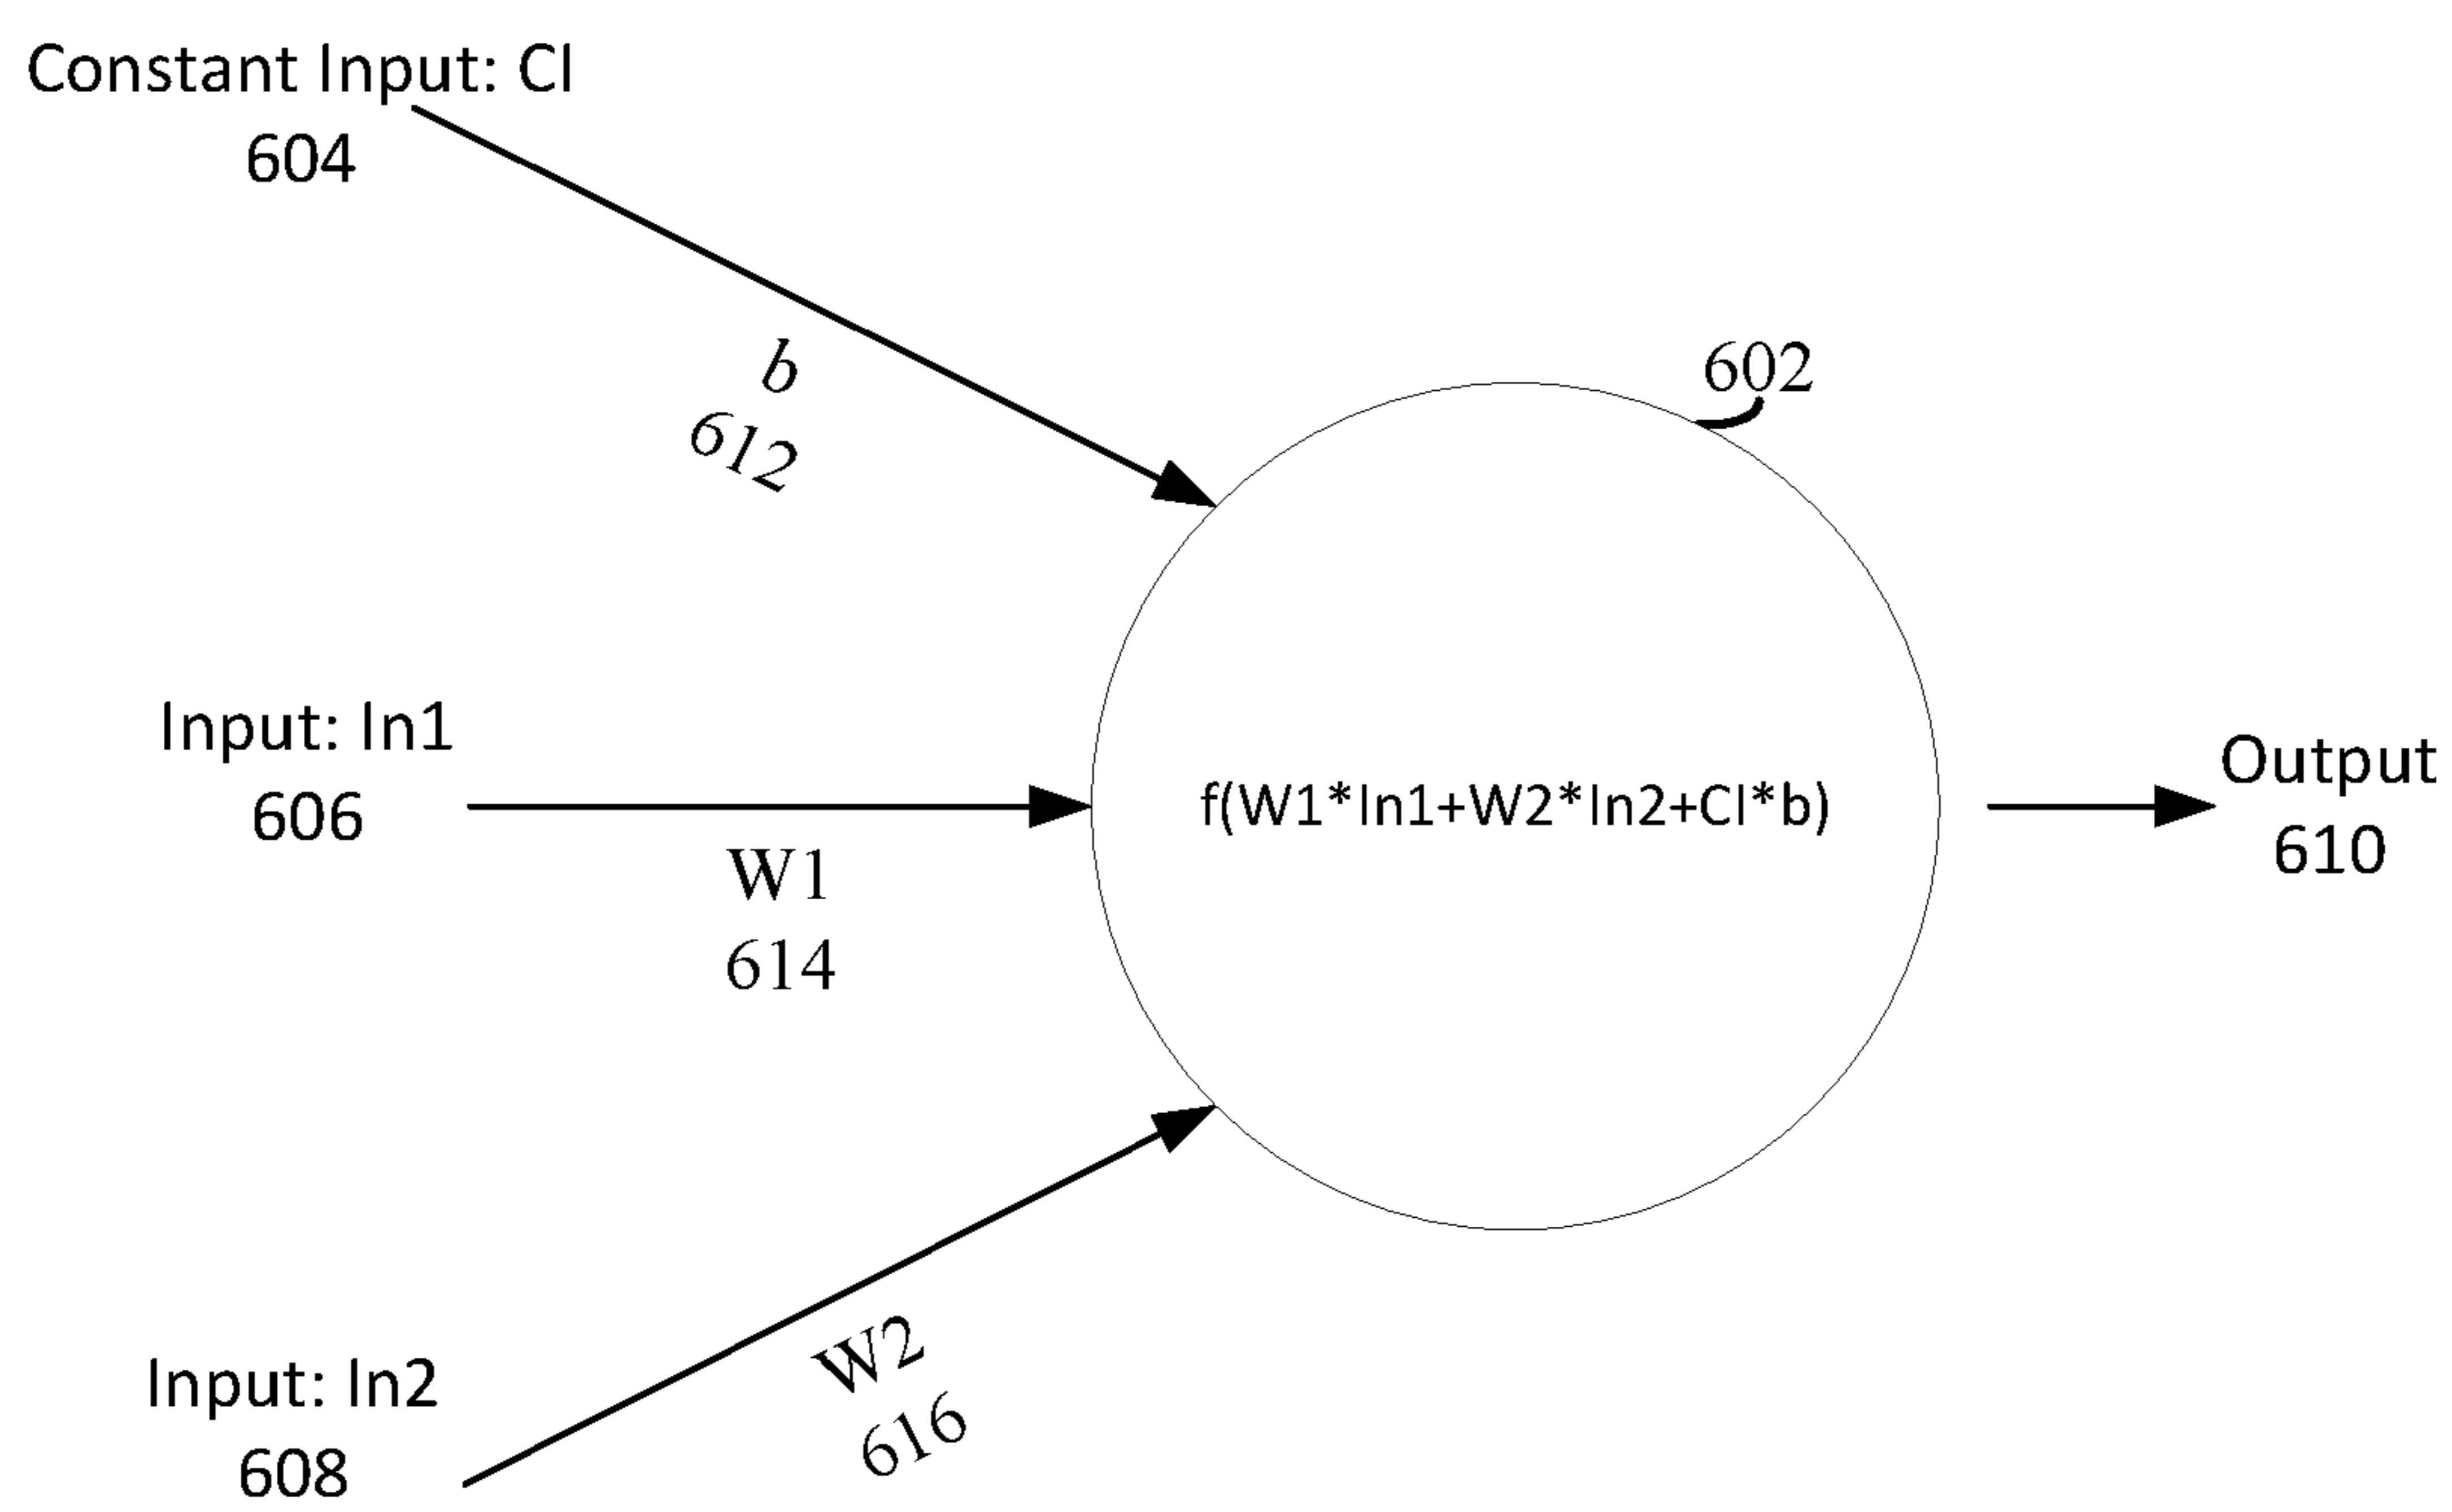 Constant Input: CI
604
b
612
602
Input: In1
606
W1
614
f(W1*In1+W2*In2+CI*b)
Output
610
Input: In2
608
W2
616